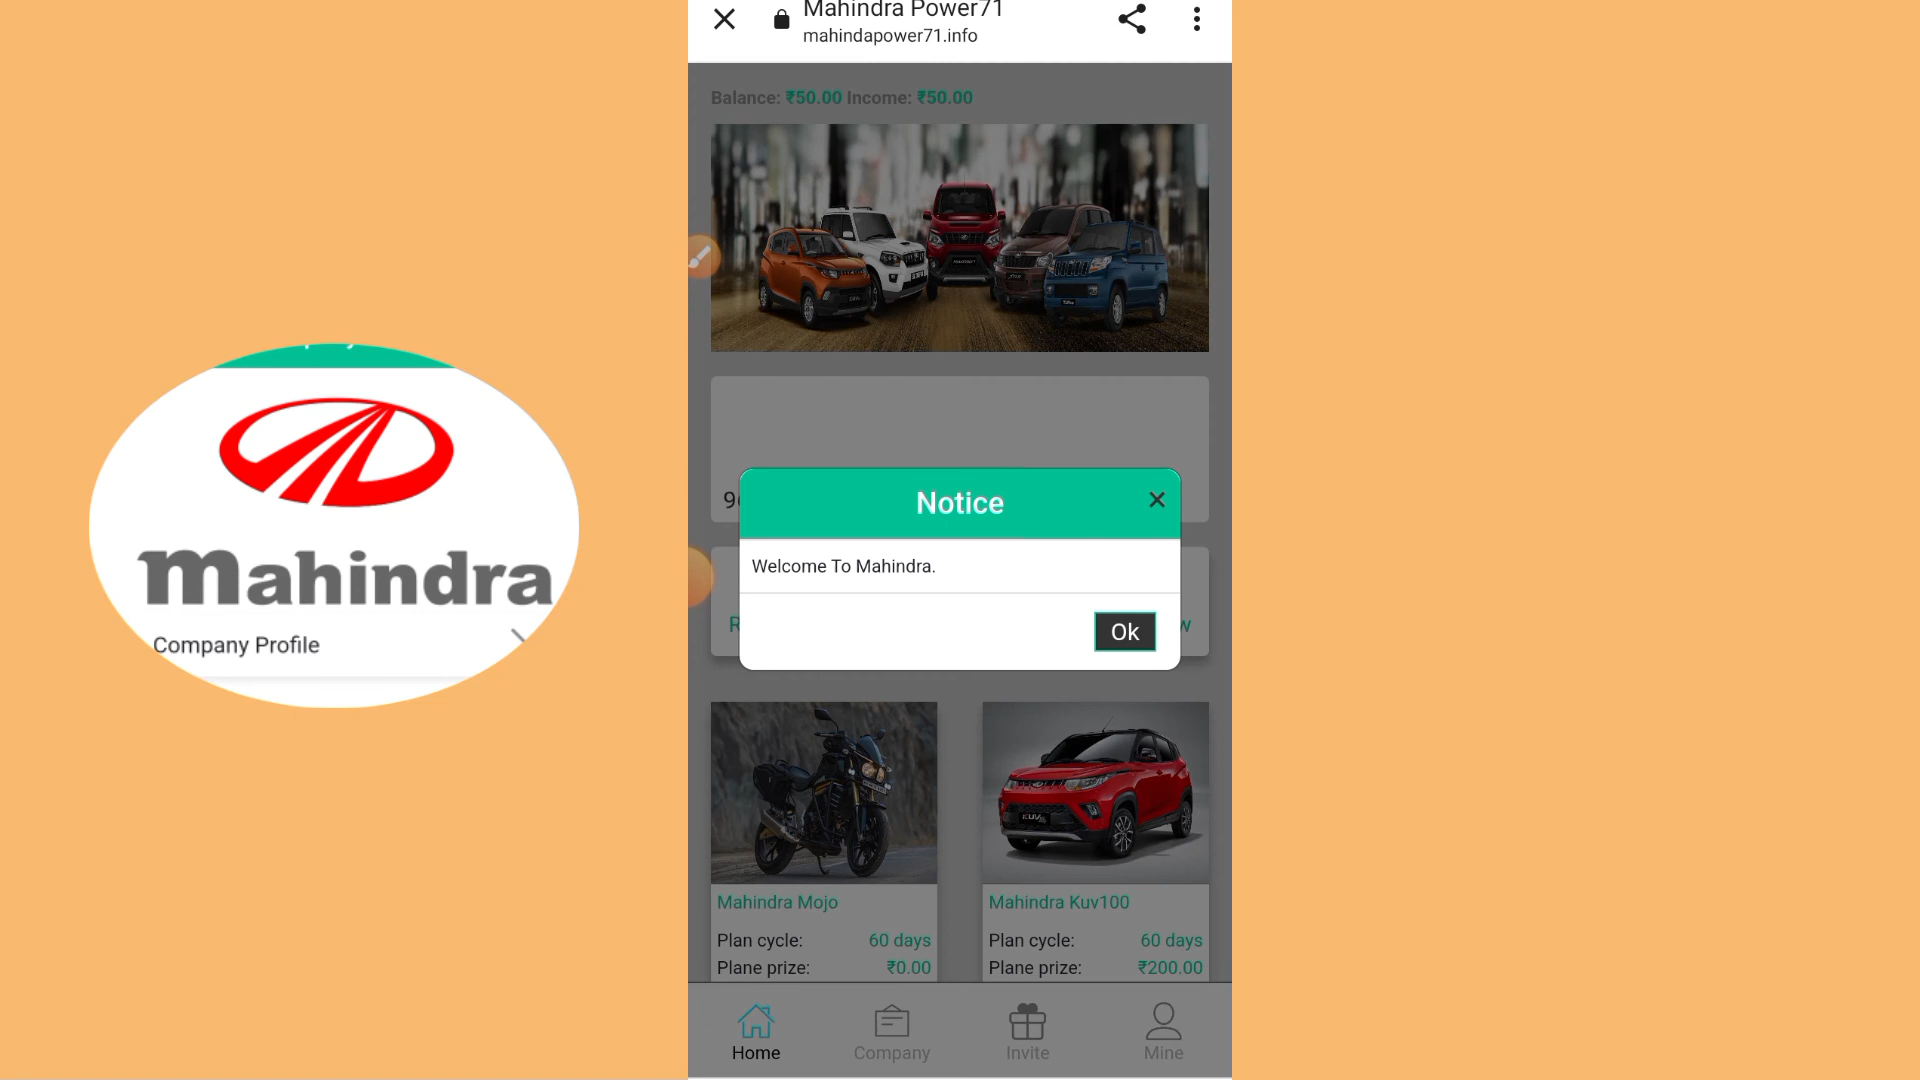 Mahindra Power71
mahindapower71.info
Balance: ₹50.00 Income: ₹50.00
Notice
Welcome To Mahindra.
Ok
mahindra
Company Profile
Mahindra Mojo
Plan cycle: 60 days
Plane prize: ₹0.00
Mahindra Kuv100
Plan cycle: 60 days
Plane prize: ₹200.00
Home
Company
Invite
Mine